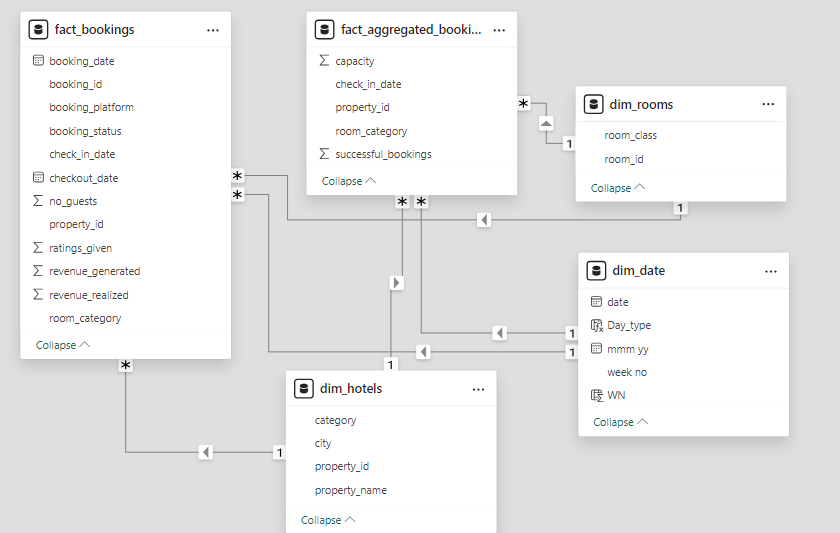 fact_bookings ...
booking_date
booking_id
booking_platform
booking_status
check_in_date
checkout_date
Σ no_guests
property_id
Σ ratings_given
Σ revenue_generated
Σ revenue_realized
room_category
Collapse
fact_aggregated_booki... ...
Σ capacity
check_in_date
property_id
room_category
Σ successful_bookings
Collapse
dim_rooms ...
room_class
room_id
Collapse
dim_date ...
date
Day_type
mmm yy
week no
WN
Collapse
dim_hotels ...
category
city
property_id
property_name
Collapse
*
1
*
*
1
*
*
1
1
1
*
1